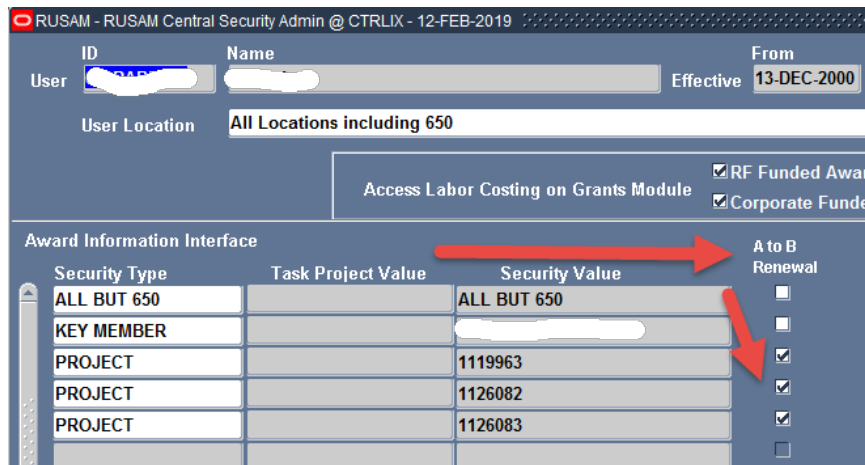 RUSAM - RUSAM Central Security Admin @ CTRLIX - 12-FEB-2019
ID Name From
User Effective 13-DEC-2000
User Location All Locations including 650
RF Funded Awar
Access Labor Costing on Grants Module
Corporate Funde
Award Information Interface A to B
Security Type Task Project Value Security Value Renewal
ALL BUT 650 ALL BUT 650
KEY MEMBER
PROJECT 1119963
PROJECT 1126082
PROJECT 1126083